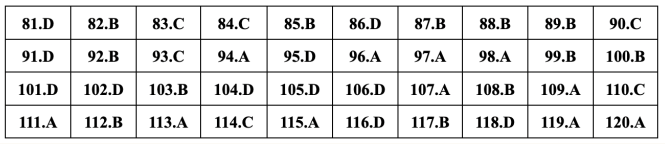 81.D 82.B 83.C 84.C 85.B 86.D 87.B 88.B 89.B 90.C
91.D 92.B 93.C 94.A 95.D 96.A 97.A 98.A 99.B 100.B
101.D 102.D 103.B 104.D 105.D 106.D 107.A 108.B 109.A 110.C
111.A 112.B 113.A 114.C 115.A 116.D 117.B 118.D 119.A 120.A